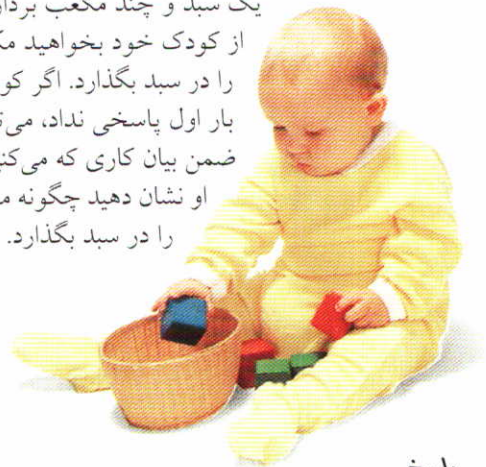 یک سبد و چند مکعب
از کودک خود بخواهید
را در سبد بگذارد. اگر
بار اول پاسخی نداد،
ضمن بیان کاری که
او نشان دهید چگونه
را در سبد بگذارد.